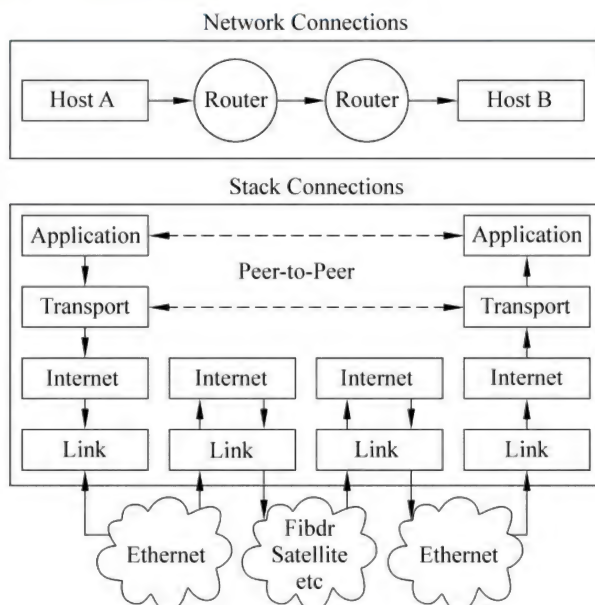 Network Connections
Host A Router Router Host B
Stack Connections
Application Application
Peer-to-Peer
Transport Transport
Internet Internet Internet Internet
Link Link Link Link
Ethernet Fibdr Satellite etc Ethernet